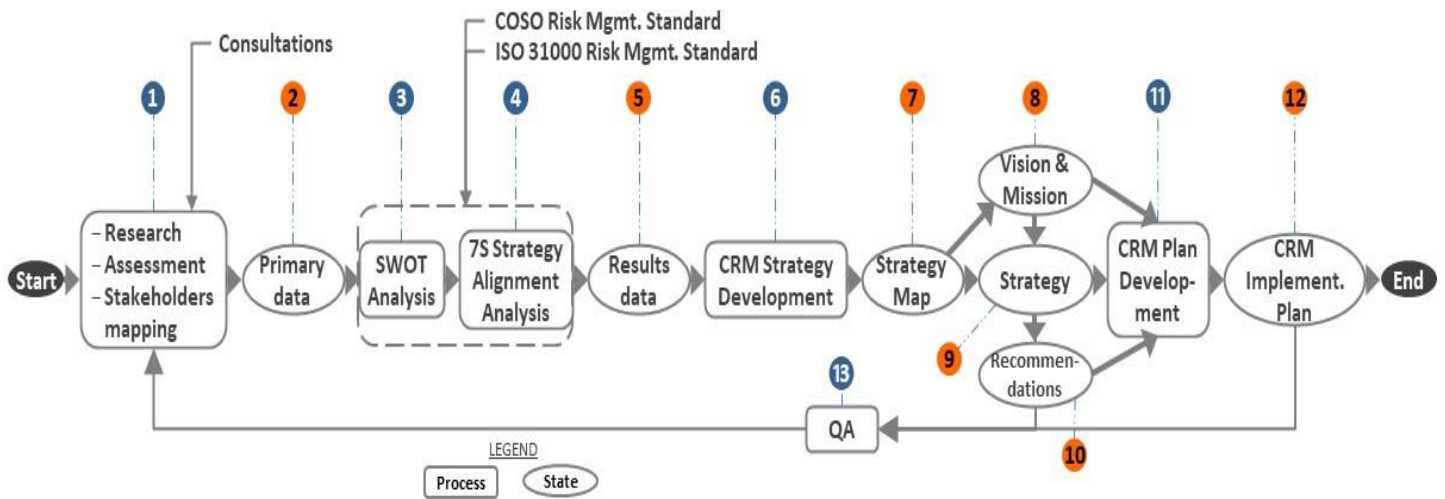 COSO Risk Mgmt. Standard
Consultations
ISO 31000 Risk Mgmt. Standard
1
2
3
4
5
6
7
8
11
12
Start
– Research
– Assessment
– Stakeholders
mapping
Primary
data
SWOT
Analysis
7S Strategy
Alignment
Analysis
Results
data
CRM Strategy
Development
Strategy
Map
Vision &
Mission
Strategy
9
Recommen-
dations
10
CRM Plan
Develop-
ment
CRM
Implement.
Plan
End
13
QA
LEGEND
Process
State